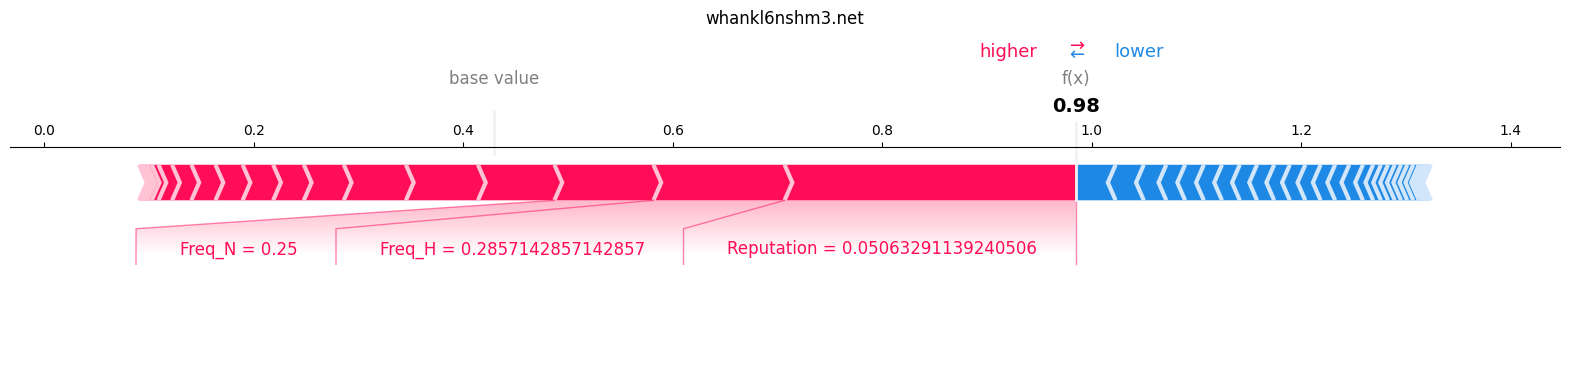 whankl6nshm3.net
higher ⇄ lower
base value f(x)
0.98
0.0 0.2 0.4 0.6 0.8 1.0 1.2 1.4
Freq_N = 0.25 Freq_H = 0.2857142857142857 Reputation = 0.05063291139240506